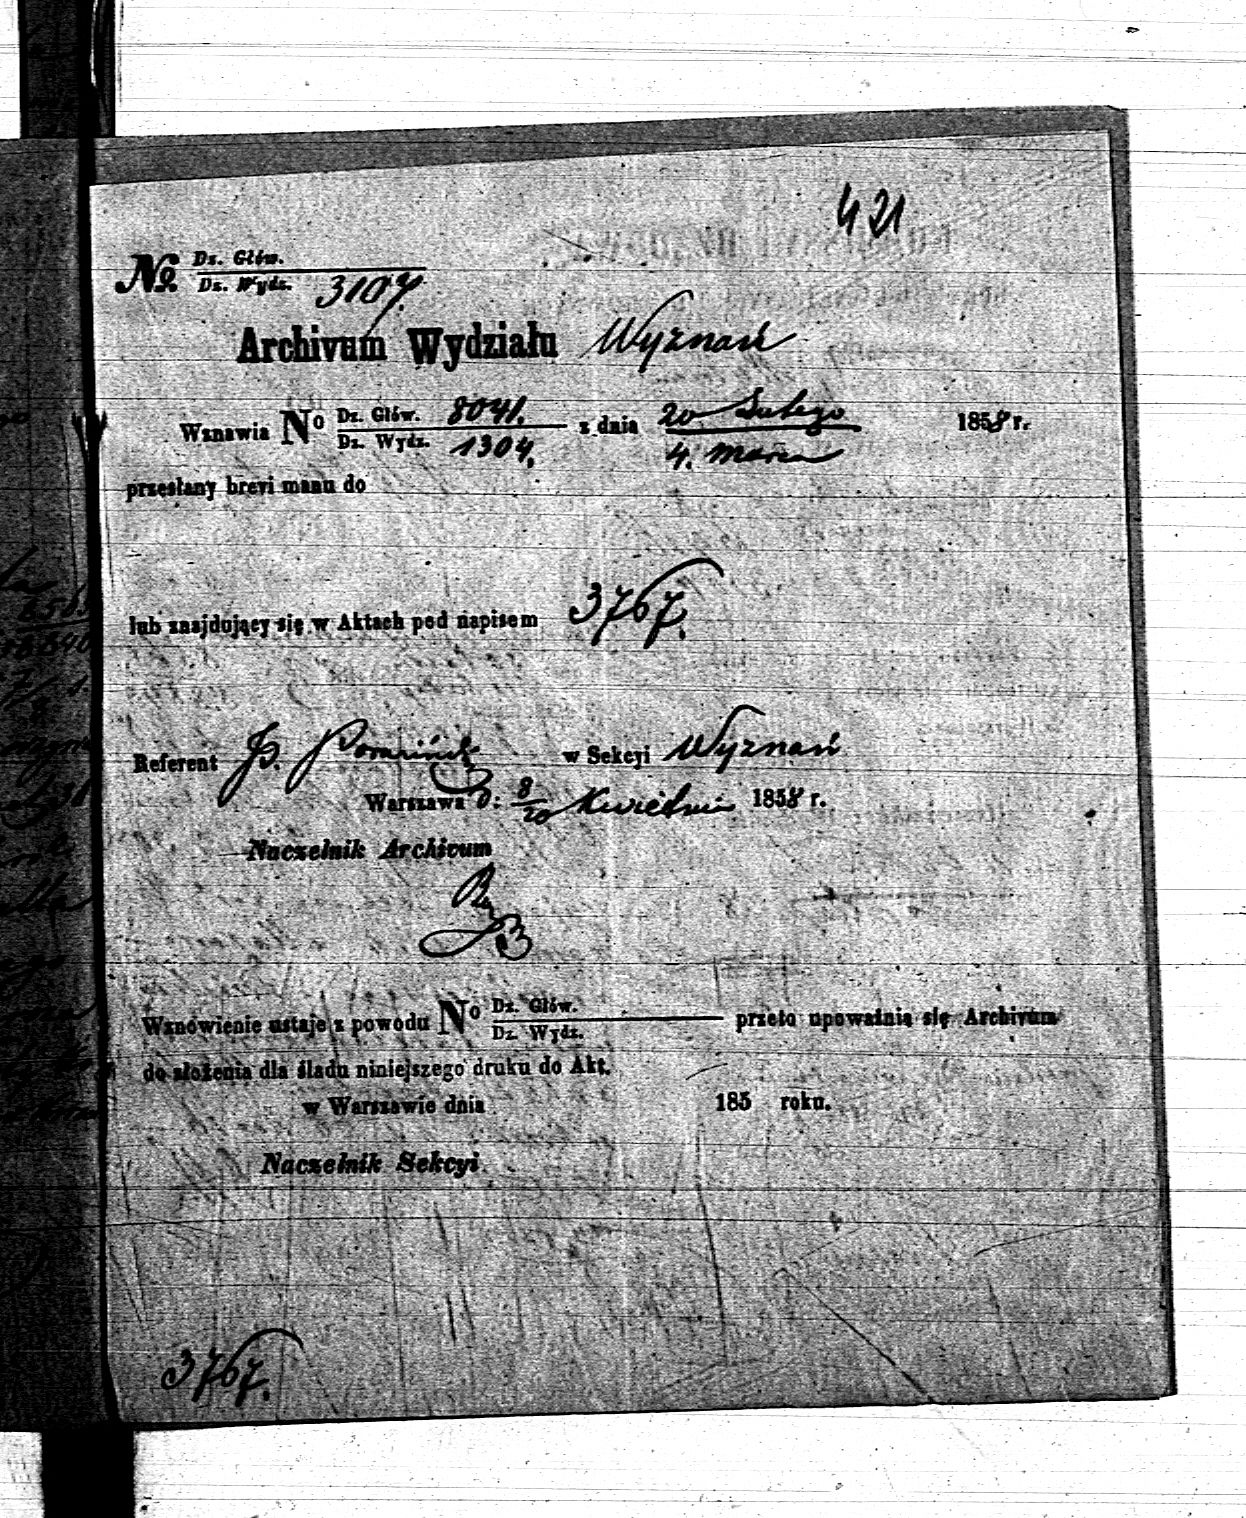 421
№ Dz. Głów.
Dz. Wydz. 3107.
Archivum Wydziału Wyznań
Wznawia No Dz. Głów. 8041. z dnia 20 Lutego 1858 r.
Dz. Wydz. 1304. 4. Marca
przesłany brevi manu do
lub znajdujący się w Aktach pod napisem 3767.
Referent w Sekcyi Wyznań
Warszawa d: 8/20 Kwietnia 1858 r.
Naczelnik Archivum
Wznowienie ustaje z powodu No Dz. Głów. przeto upoważnia się Archivum
Dz. Wydz.
do złożenia dla śladu niniejszego druku do Akt.
w Warszawie dnia 185 roku.
Naczelnik Sekcyi
3767.